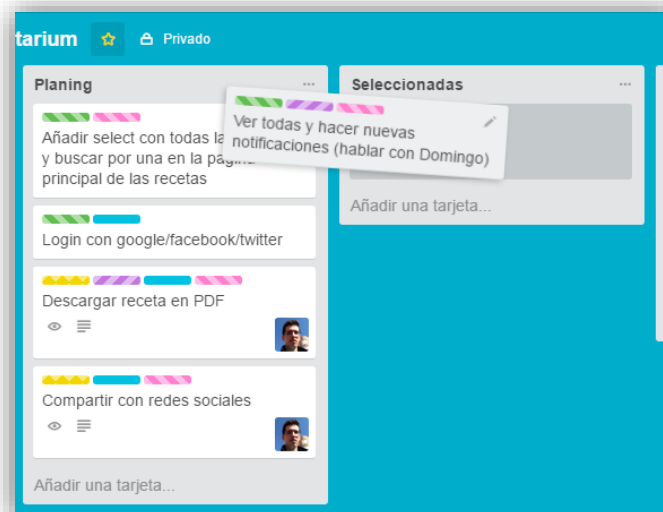 tarium
Privado
Planing
Seleccionadas
Ver todas y hacer nuevas
notificaciones (hablar con Domingo)
Añadir select con todas la
y buscar por una en la página
principal de las recetas
Login con google/facebook/twitter
Descargar receta en PDF
Compartir con redes sociales
Añadir una tarjeta...
Añadir una tarjeta...